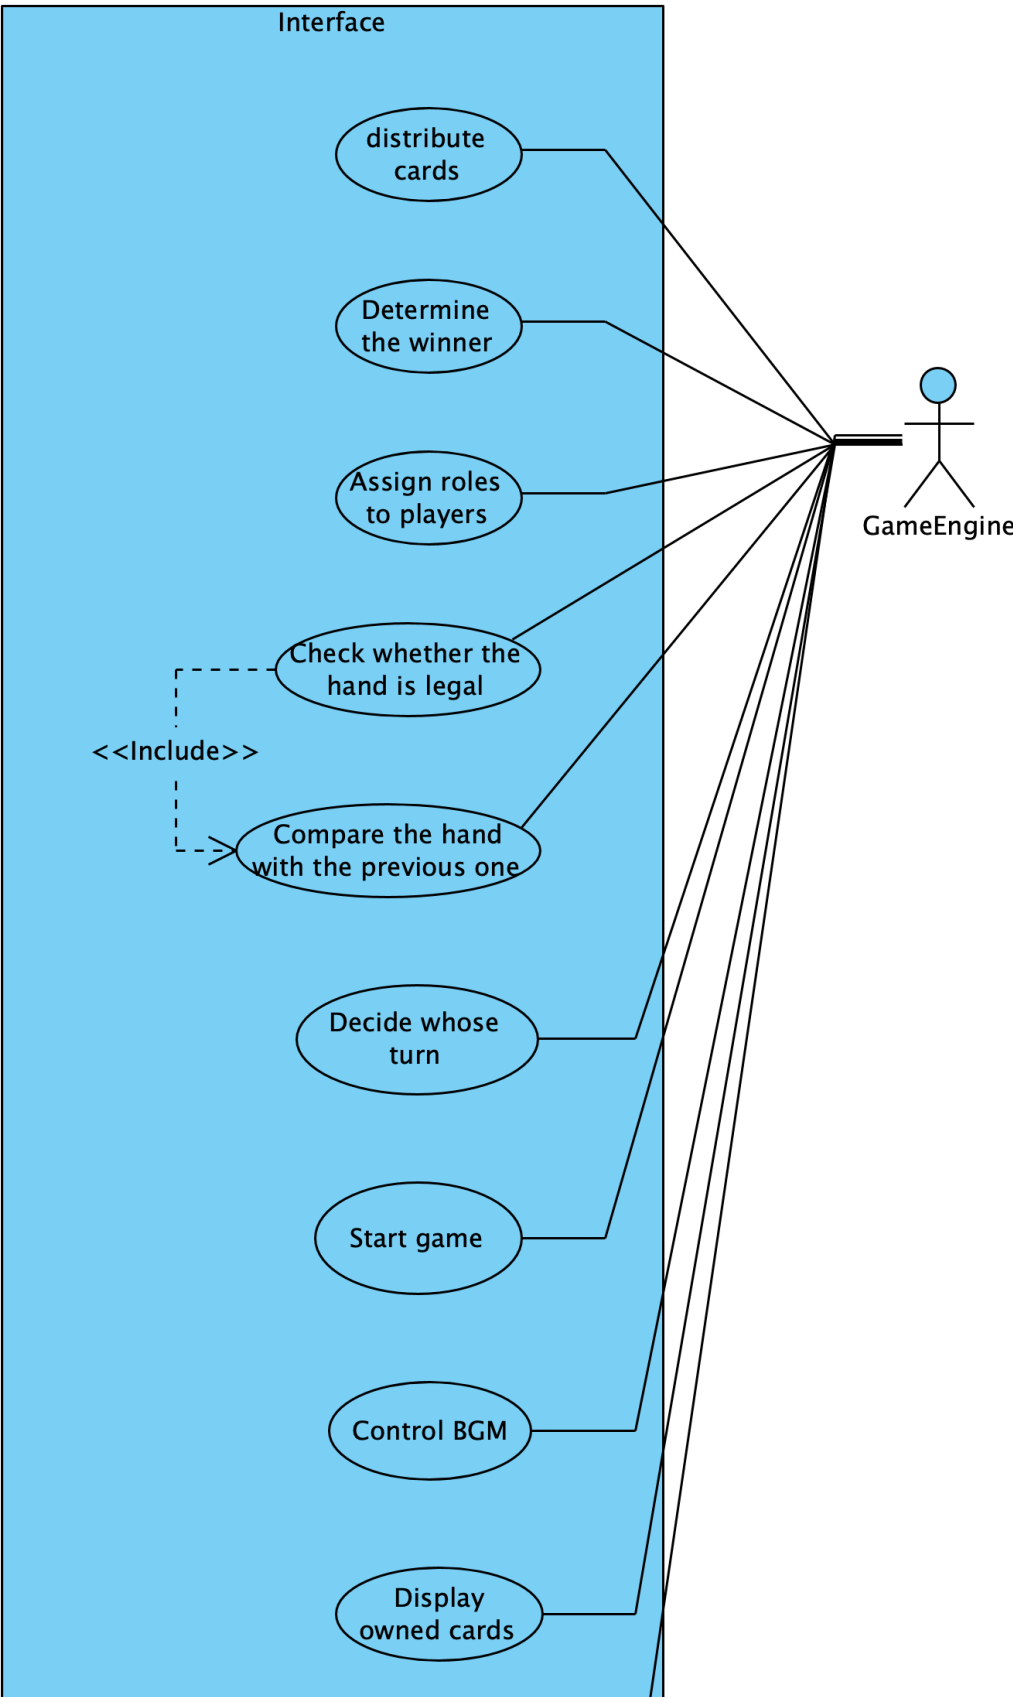 Interface
distribute
cards
Determine
the winner
Assign roles
to players
GameEngine
Check whether the
hand is legal
<<Include>>
Compare the hand
with the previous one
Decide whose
turn
Start game
Control BGM
Display
owned cards